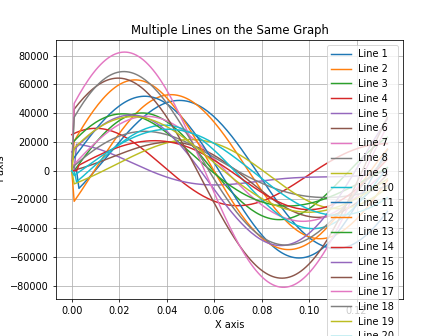 Multiple Lines on the Same Graph
80000
60000
40000
20000
0
−20000
−40000
−60000
−80000
0.00
0.02
0.04
0.06
0.08
0.10
X axis
Line 1
Line 2
Line 3
Line 4
Line 5
Line 6
Line 7
Line 8
Line 9
Line 10
Line 11
Line 12
Line 13
Line 14
Line 15
Line 16
Line 17
Line 18
Line 19
Line 20